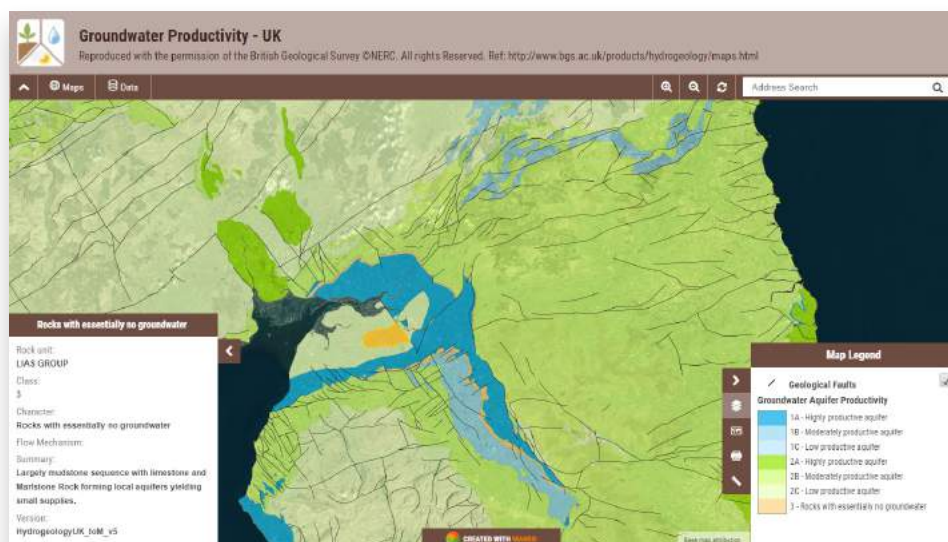 Groundwater Productivity - UK
Reproduced with the permission of the British Geological Survey ©NERC. All rights Reserved. Ref: http://www.bgs.ac.uk/products/hydrogeology/maps.html
Maps
Data
Address Search
Rocks with essentially no groundwater
Rock unit:
LIAS GROUP
Class:
3
Character:
Rocks with essentially no groundwater
Flow Mechanism:
Summary:
Largely mudstone sequence with limestone and
Marlstone Rock forming local aquifers yielding
small supplies.
Version:
HydrogeologyUK_IoM_v5
Map Legend
Geological Faults
Groundwater Aquifer Productivity
1A - Highly productive aquifer
1B - Moderately productive aquifer
1C - Low productive aquifer
2A - Highly productive aquifer
2B - Moderately productive aquifer
2C - Low productive aquifer
3 - Rocks with essentially no groundwater
CREATED WITH MANGO